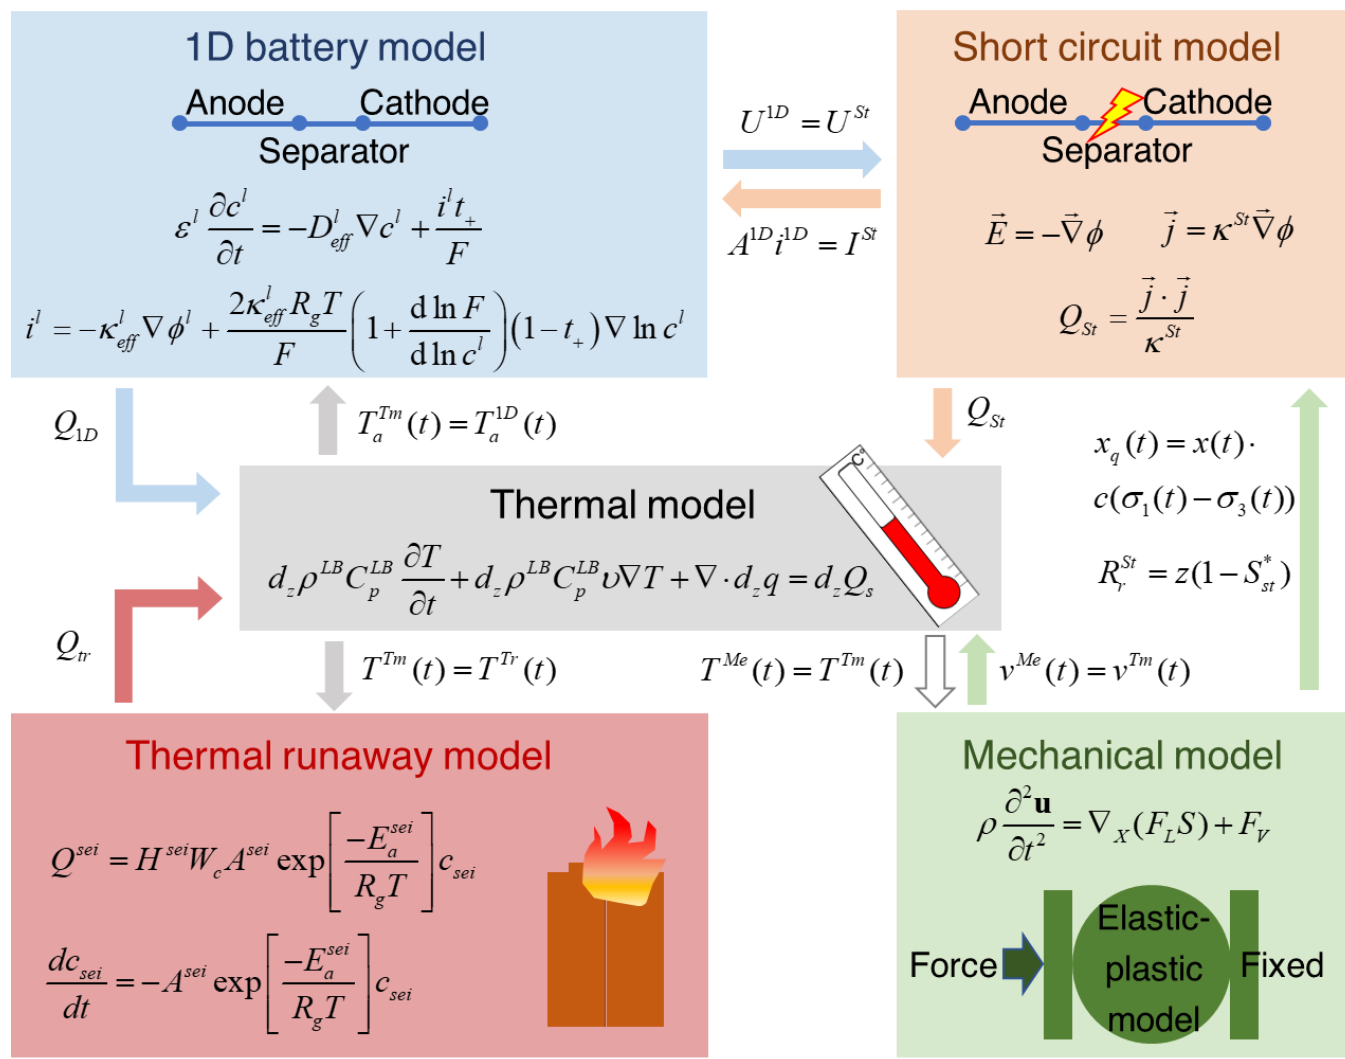 1D battery model
Anode Cathode
Separator
ε^l ∂c^l/∂t = −D^l_eff ∇c^l + i^l t_+/F
i^l = −κ^l_eff ∇ϕ^l + 2κ^l_eff R_g T/F (1 + d ln F/d ln c^l)(1 − t_+)∇ ln c^l
U^1D = U^St
A^1D i^1D = I^St
Short circuit model
Anode Cathode
Separator
E⃗ = −∇⃗ϕ j⃗ = κ^St ∇⃗ϕ
Q_St = j⃗ · j⃗/κ^St
Q_1D
T_a^Tm(t) = T_a^1D(t)
Q_St
x_q(t) = x(t)·
c(σ_1(t) − σ_3(t))
R_r^St = z(1 − S_st^*)
Thermal model
C°
d_z ρ^LB C_p^LB ∂T/∂t + d_z ρ^LB C_p^LB υ∇T + ∇ · d_z q = d_z Q_s
Q_tr
T^Tm(t) = T^Tr(t)
T^Me(t) = T^Tm(t)
v^Me(t) = v^Tm(t)
Thermal runaway model
Q^sei = H^sei W_c A^sei exp[−E_a^sei/R_g T] c_sei
dc_sei/dt = −A^sei exp[−E_a^sei/R_g T] c_sei
Mechanical model
ρ ∂²u/∂t² = ∇_X(F_L S) + F_V
Force
Elastic-
plastic
model
Fixed